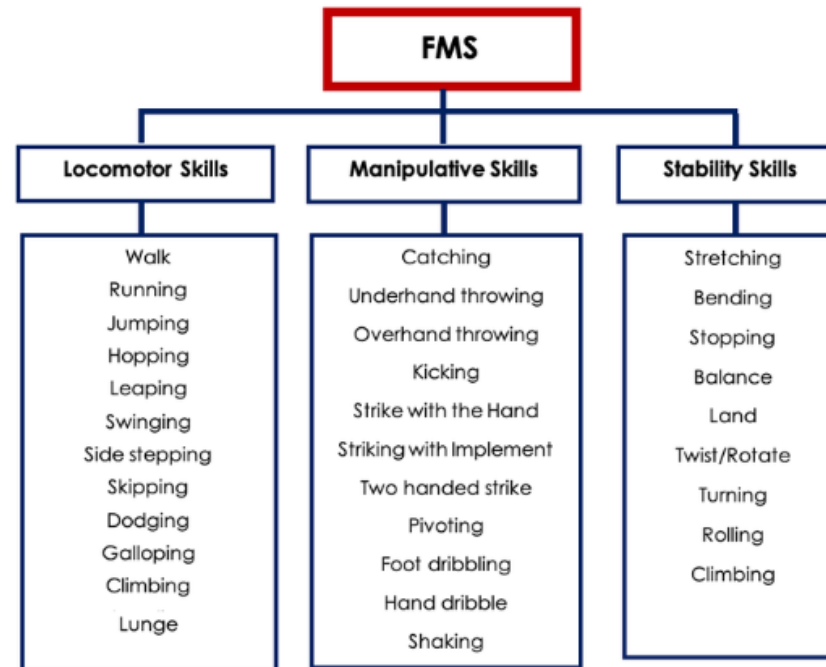 FMS
Locomotor Skills
Manipulative Skills
Stability Skills
Walk
Running
Jumping
Hopping
Leaping
Swinging
Side stepping
Skipping
Dodging
Galloping
Climbing
Lunge
Catching
Underhand throwing
Overhand throwing
Kicking
Strike with the Hand
Striking with Implement
Two handed strike
Pivoting
Foot dribbling
Hand dribble
Shaking
Stretching
Bending
Stopping
Balance
Land
Twist/Rotate
Turning
Rolling
Climbing